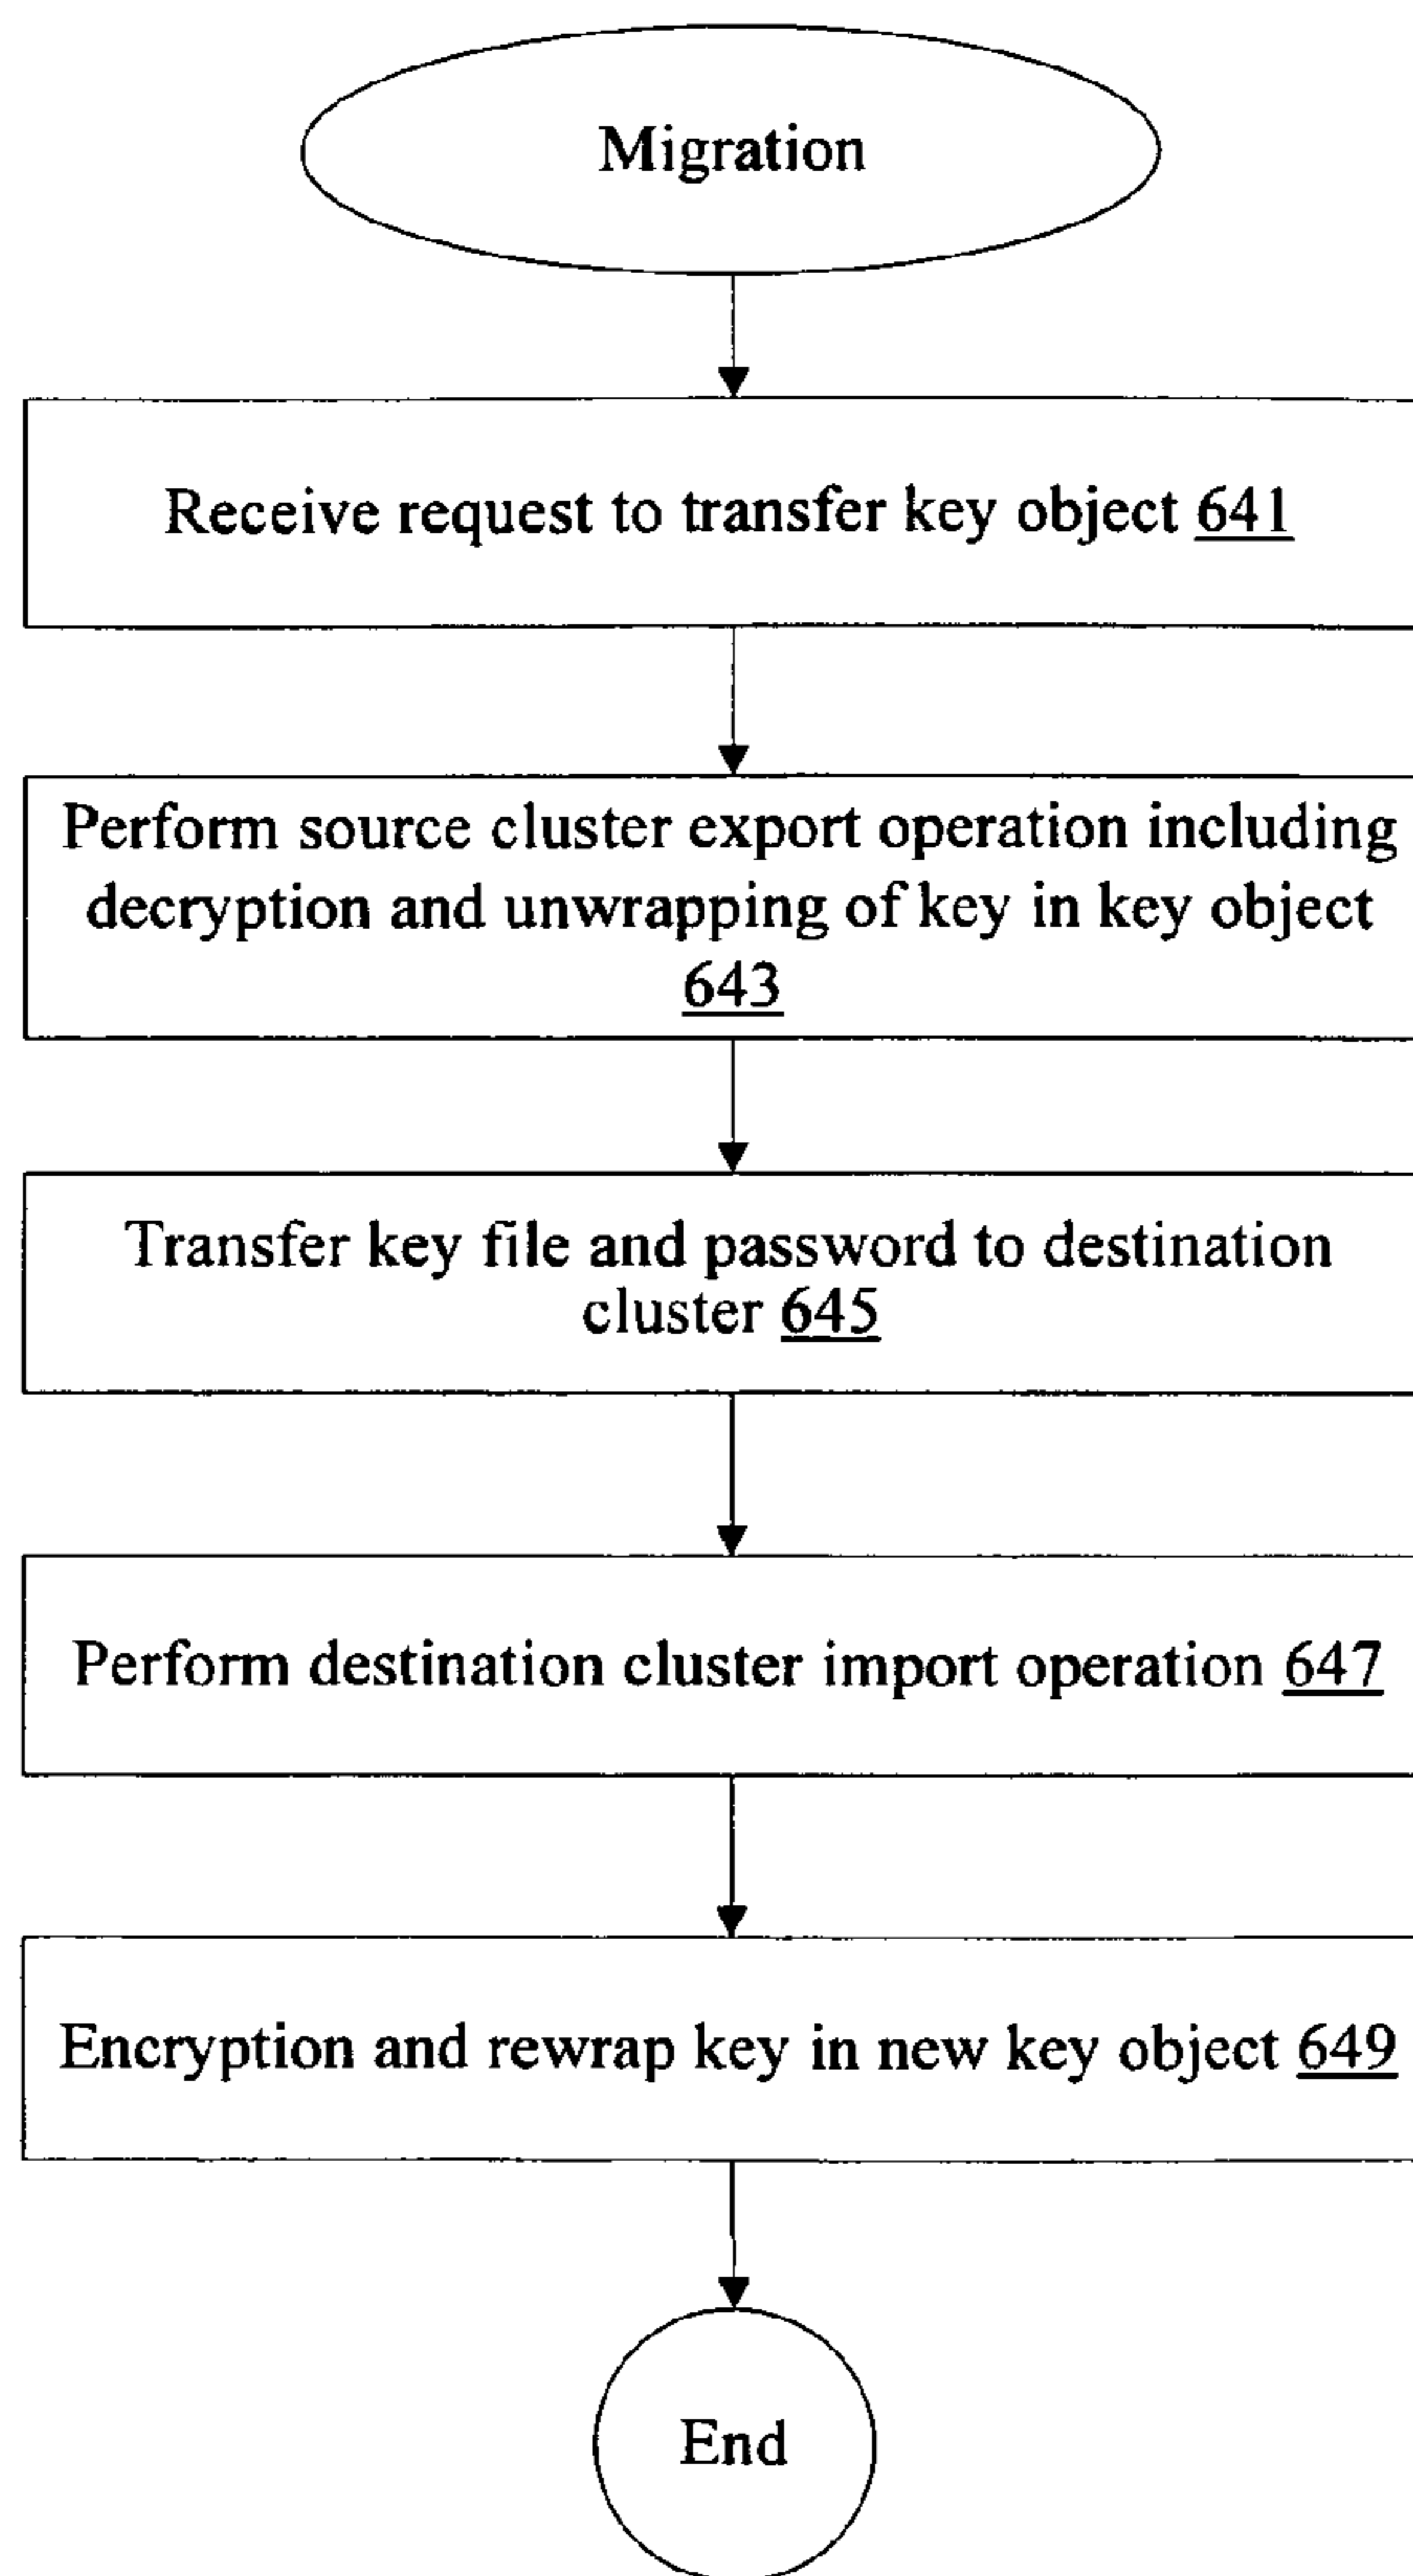 Migration
Receive request to transfer key object 641
Perform source cluster export operation including
decryption and unwrapping of key in key object
643
Transfer key file and password to destination
cluster 645
Perform destination cluster import operation 647
Encryption and rewrap key in new key object 649
End